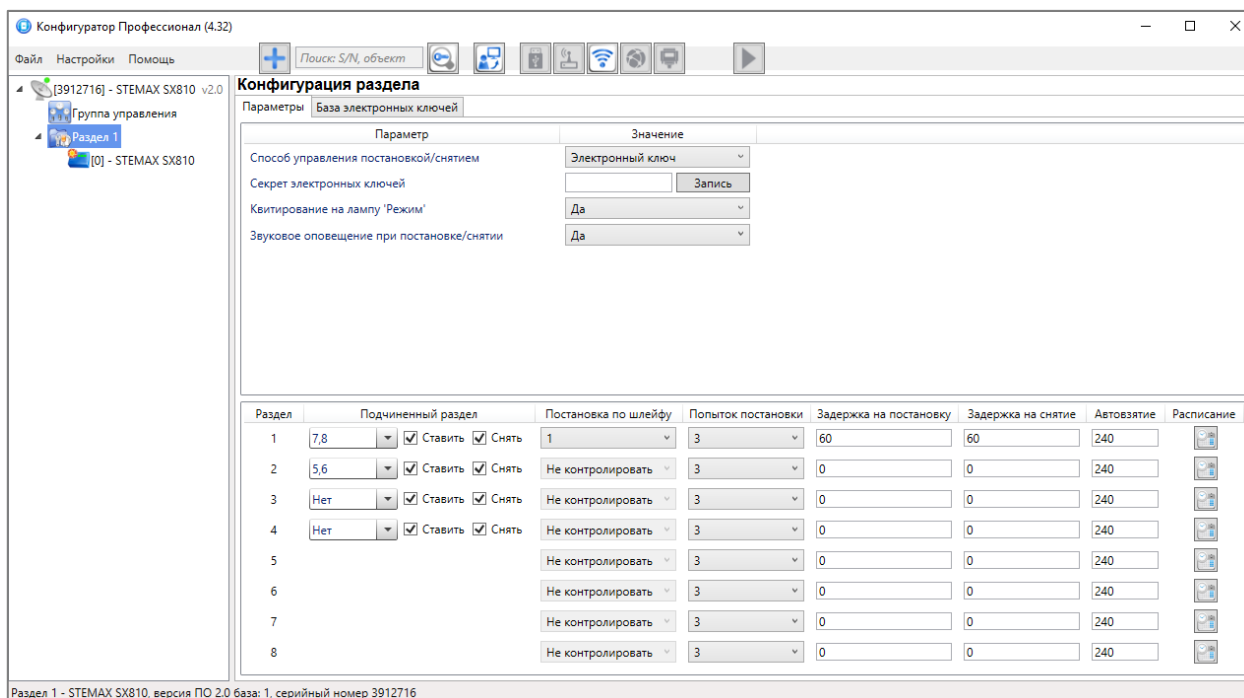 Конфигуратор Профессионал (4.32)
Файл Настройки Помощь Поиск: S/N, объект
[3912716] - STEMAX SX810 v2.0
Группа управления
Раздел 1
[0] - STEMAX SX810
Конфигурация раздела
Параметры База электронных ключей
Параметр Значение
Способ управления постановкой/снятием Электронный ключ
Секрет электронных ключей Запись
Квитирование на лампу 'Режим' Да
Звуковое оповещение при постановке/снятии Да
Раздел Подчиненный раздел Постановка по шлейфу Попыток постановки Задержка на постановку Задержка на снятие Автовзятие Расписание
1 7,8 Ставить Снять 1 3 60 60 240
2 5,6 Ставить Снять Не контролировать 3 0 0 240
3 Нет Ставить Снять Не контролировать 3 0 0 240
4 Нет Ставить Снять Не контролировать 3 0 0 240
5 Не контролировать 3 0 0 240
6 Не контролировать 3 0 0 240
7 Не контролировать 3 0 0 240
8 Не контролировать 3 0 0 240
Раздел 1 - STEMAX SX810, версия ПО 2.0 база: 1, серийный номер 3912716